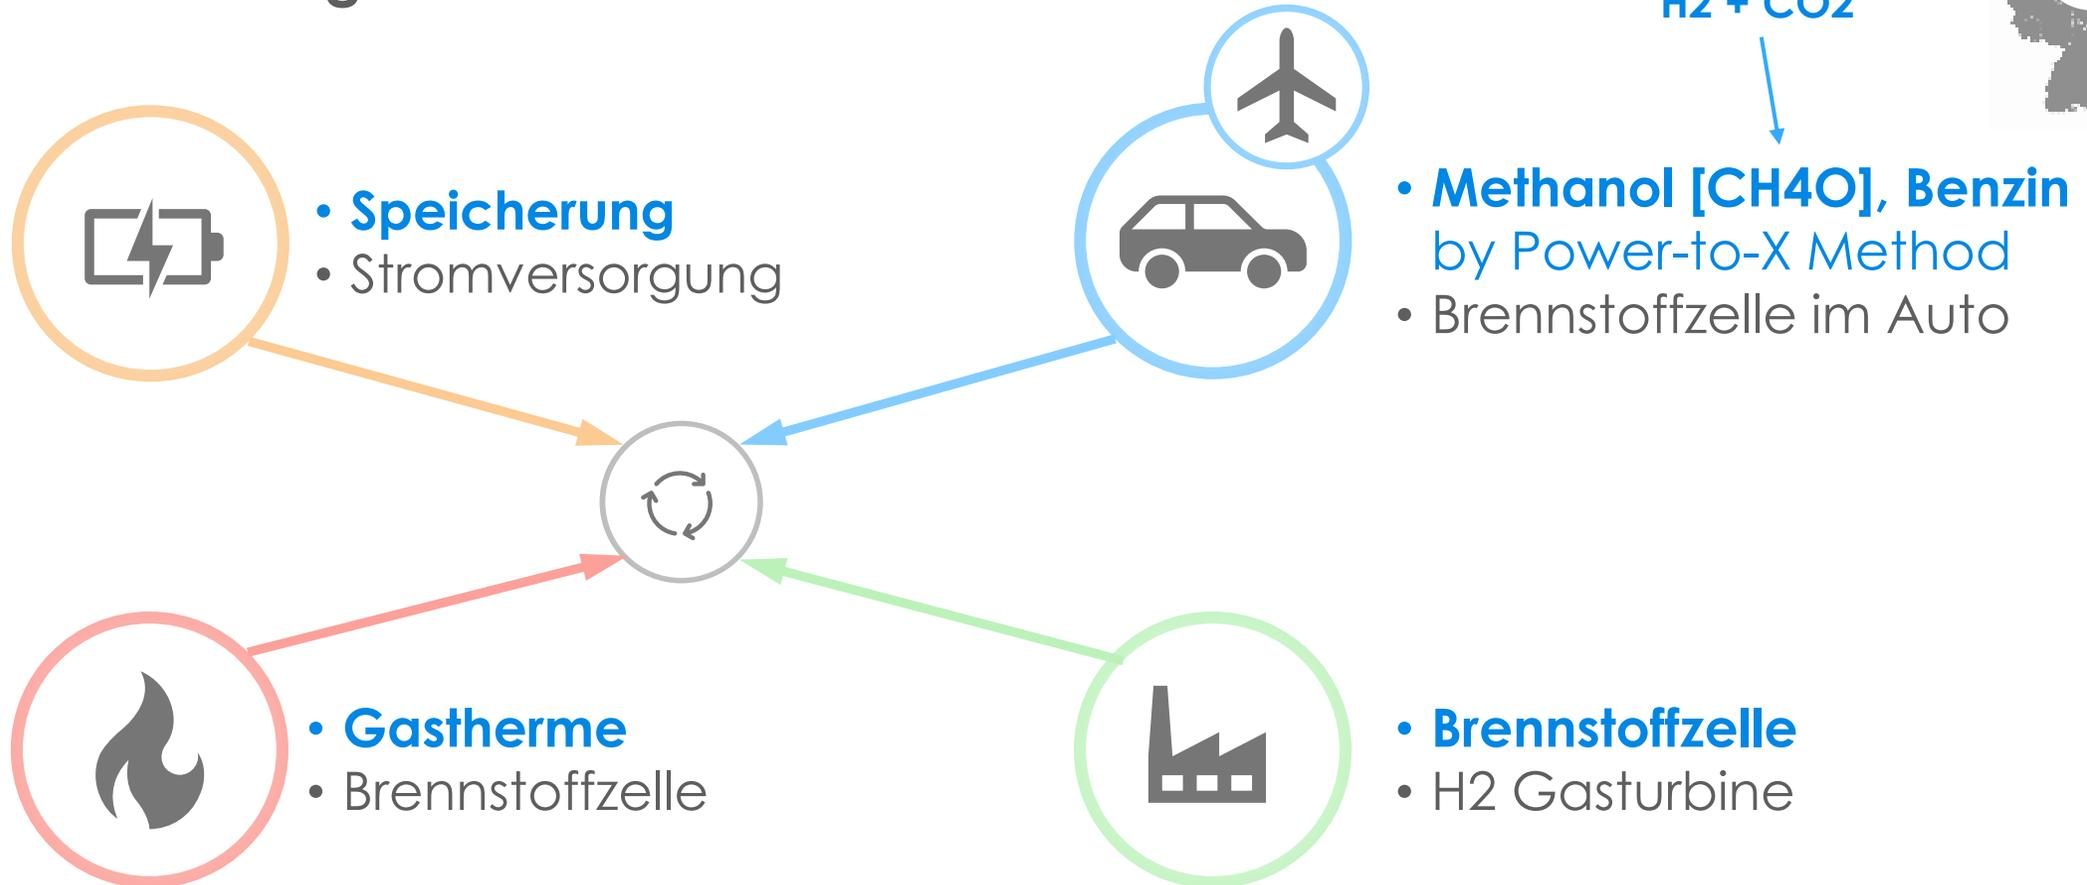 H2 + CO2
• Speicherung
• Stromversorgung
• Methanol [CH4O], Benzin
by Power-to-X Method
• Brennstoffzelle im Auto
• Gastherme
• Brennstoffzelle
• Brennstoffzelle
• H2 Gasturbine